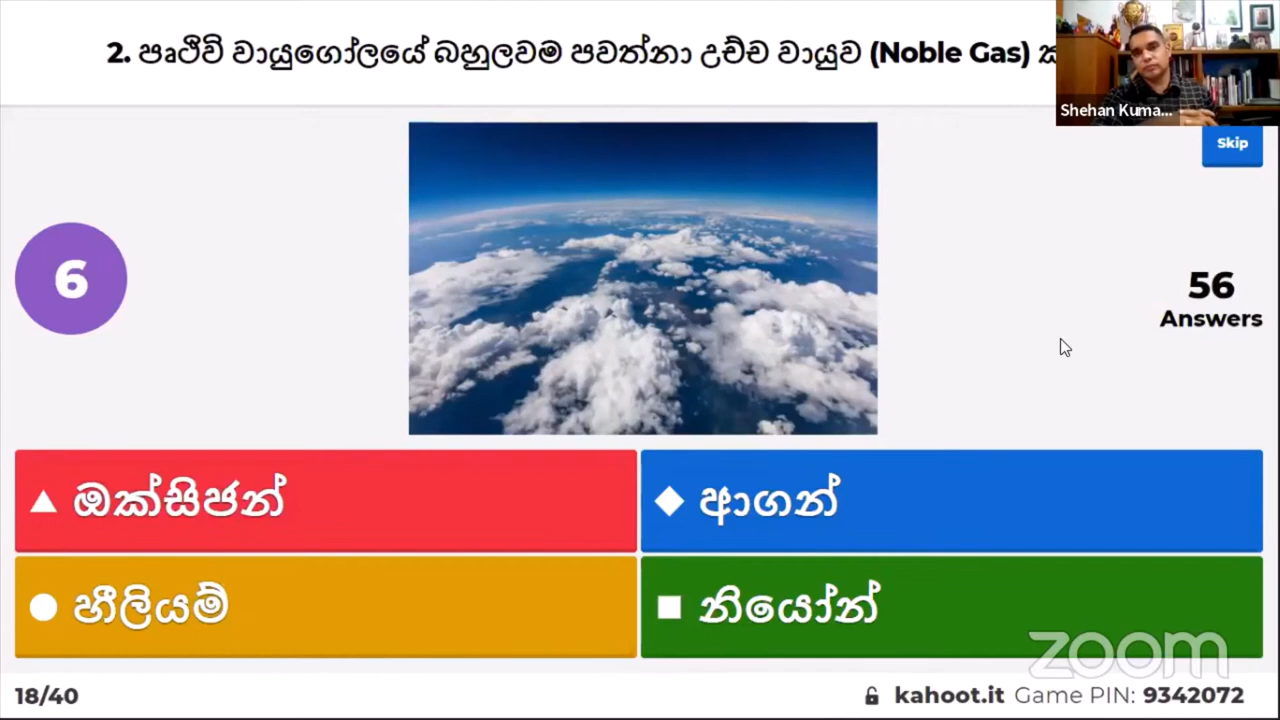 2. පෘථිවි වායුගෝලයේ බහුලවම පවත්නා උච්ච වායුව (Noble Gas)
Shehan Kuma...
Skip
6
56
Answers
ඔක්සිජන්
ආගන්
හීලියම්
නියෝන්
zoom
18/40
kahoot.it Game PIN: 9342072